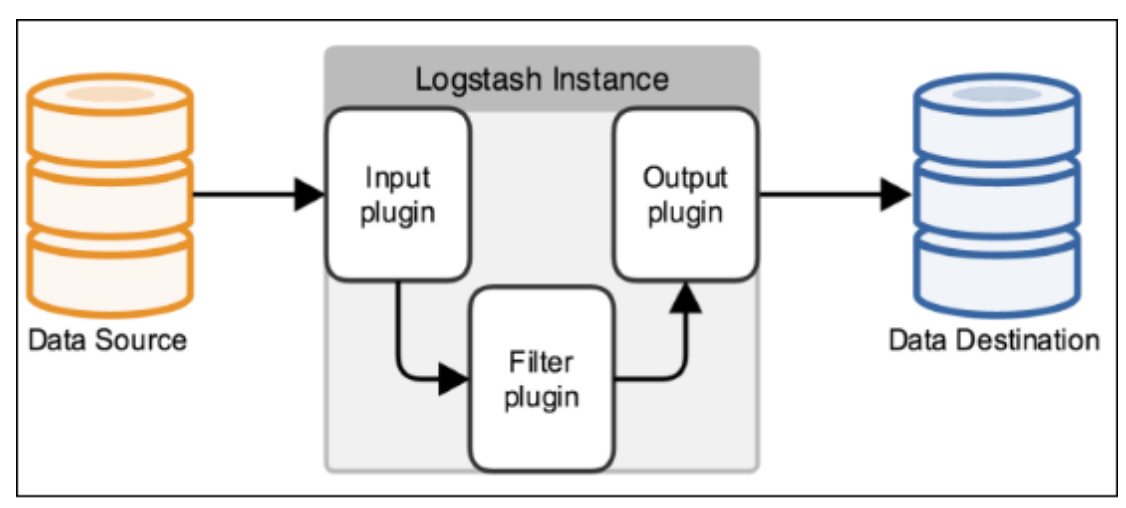 Logstash Instance
Input
plugin
Output
plugin
Data Source
Data Destination
Filter
plugin